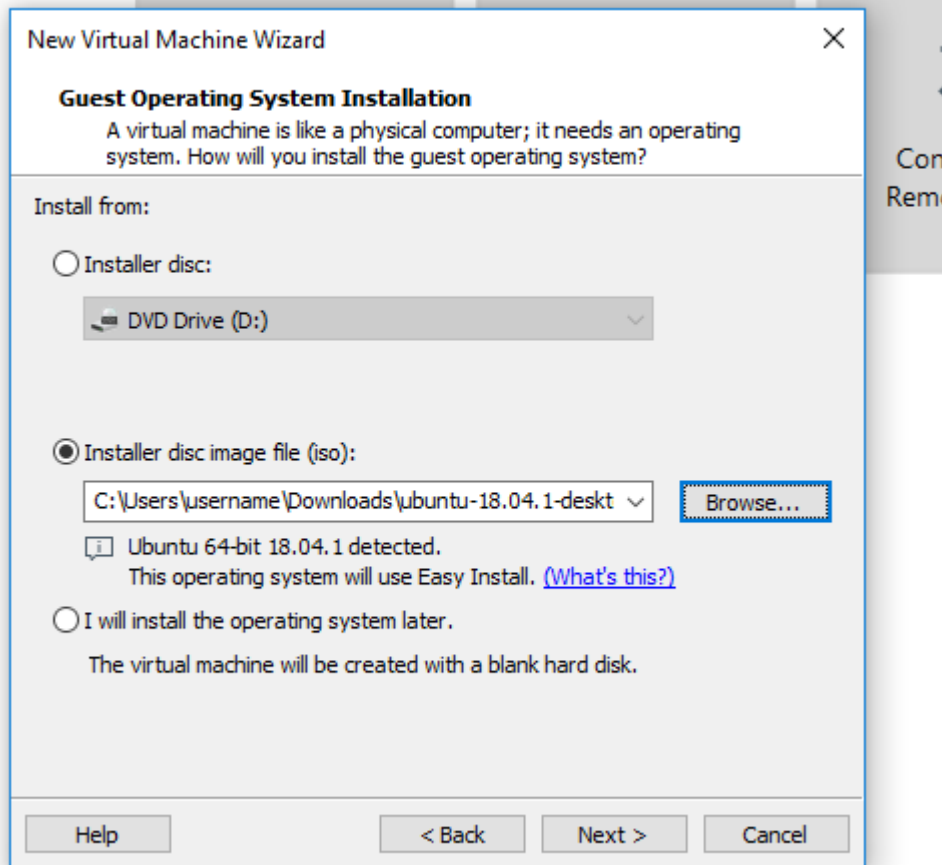 New Virtual Machine Wizard
Guest Operating System Installation
A virtual machine is like a physical computer; it needs an operating
system. How will you install the guest operating system?
Install from:
Installer disc:
DVD Drive (D:)
Installer disc image file (iso):
C:\Users\username\Downloads\ubuntu-18.04.1-deskt
Browse...
Ubuntu 64-bit 18.04.1 detected.
This operating system will use Easy Install. (What's this?)
I will install the operating system later.
The virtual machine will be created with a blank hard disk.
Help
< Back
Next >
Cancel
Con
Rem